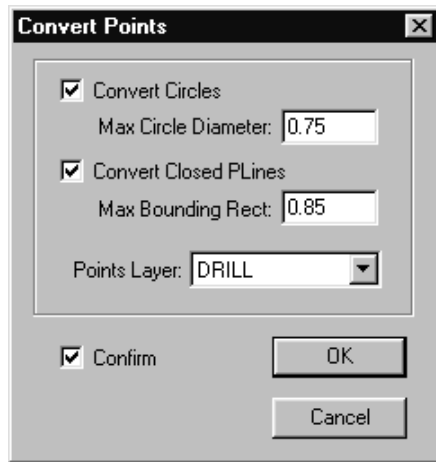 Convert Points
Convert Circles
Max Circle Diameter: 0.75
Convert Closed PLines
Max Bounding Rect: 0.85
Points Layer: DRILL
Confirm
OK
Cancel